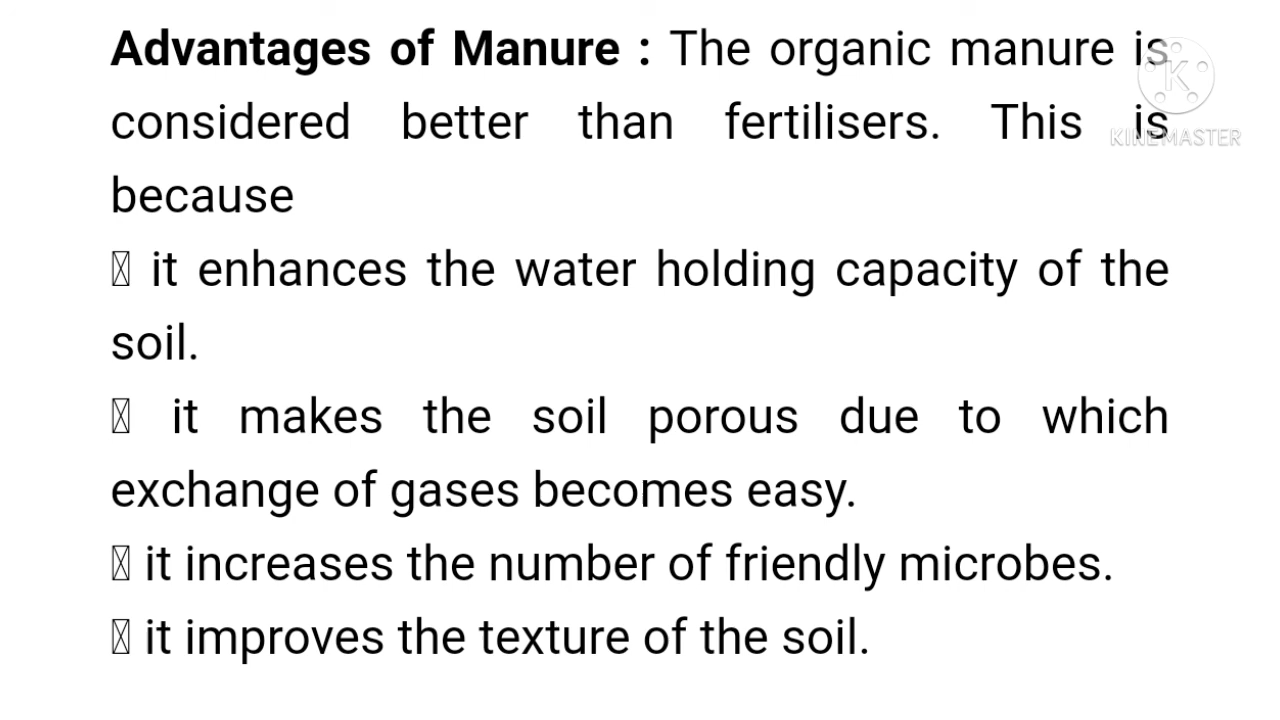 Advantages of Manure : The organic manure is
considered better than fertilisers. This is
because
it enhances the water holding capacity of the
soil.
it makes the soil porous due to which
exchange of gases becomes easy.
it increases the number of friendly microbes.
it improves the texture of the soil.
K
KINEMASTER